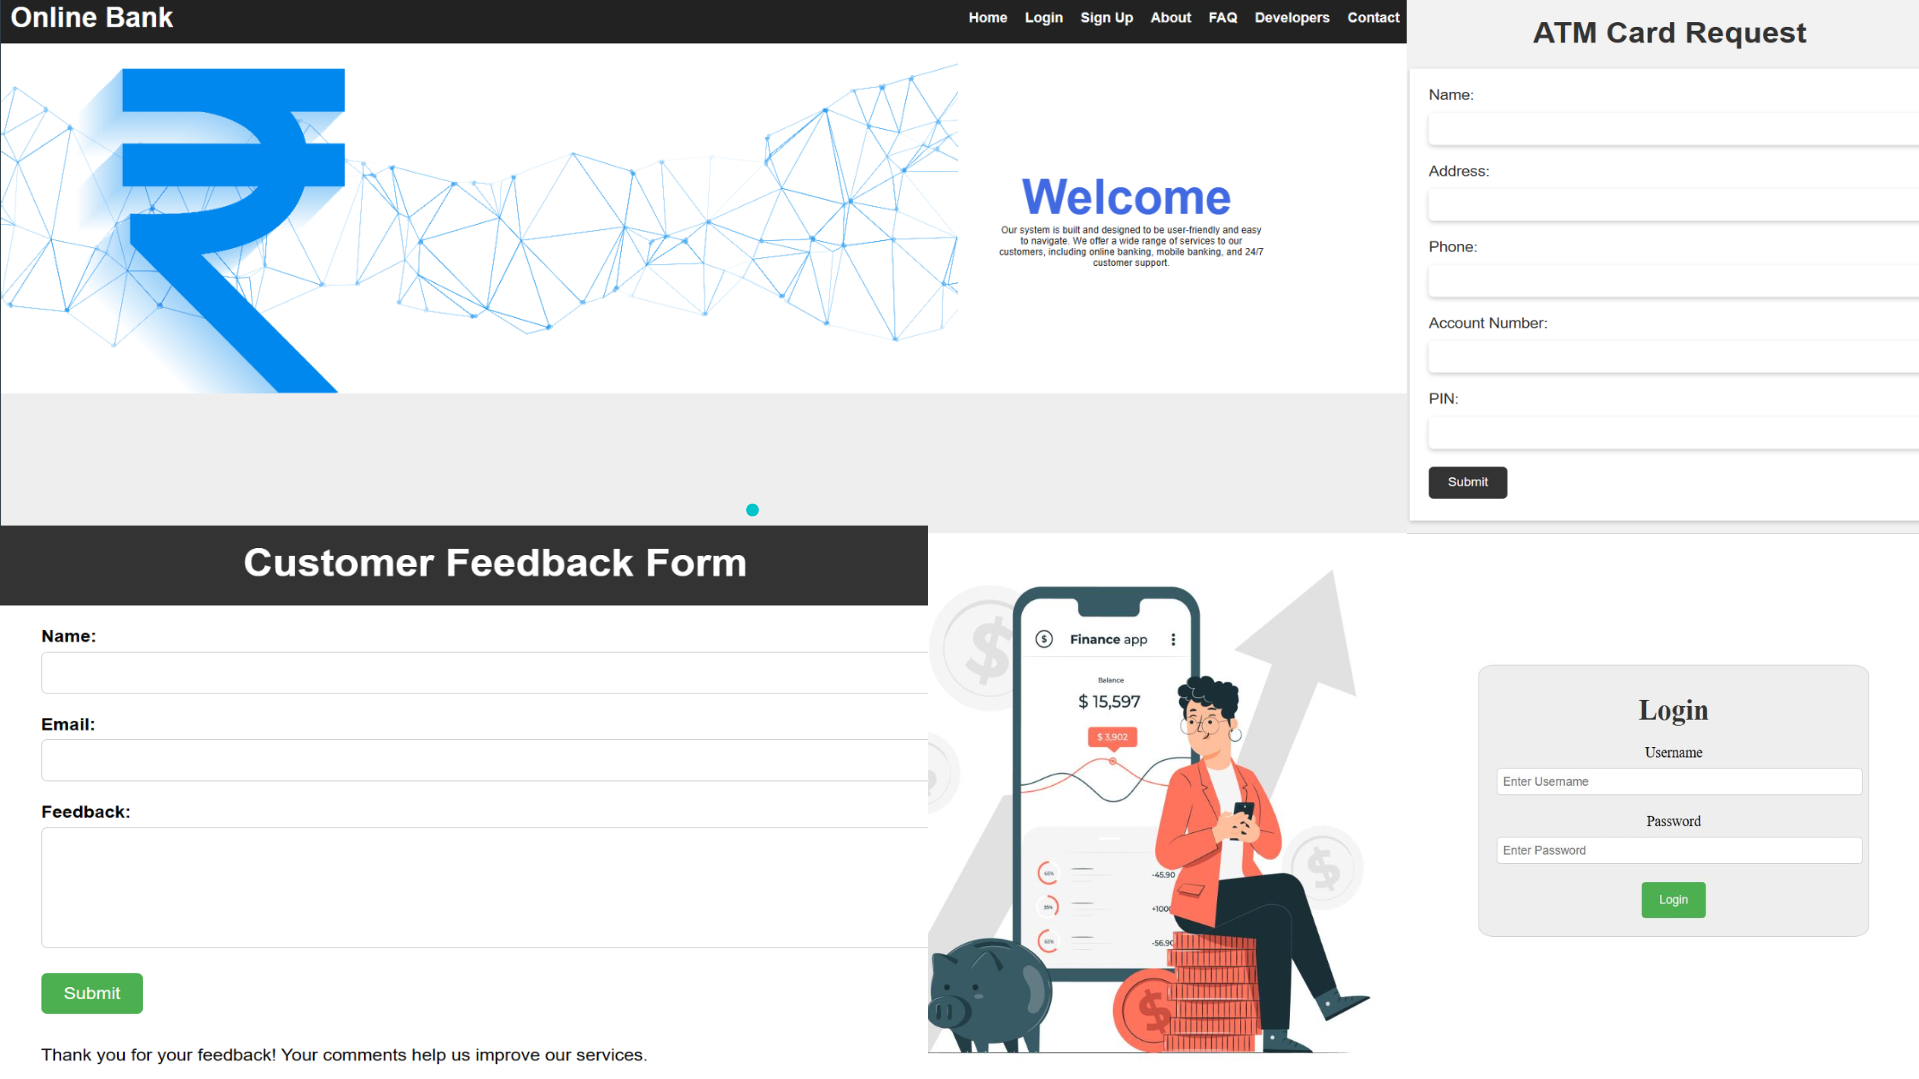 Online Bank
Home Login Sign Up About FAQ Developers Contact
Welcome
Our system is built and designed to be user-friendly and easy
to navigate. We offer a wide range of services to our
customers, including online banking, mobile banking, and 24/7
customer support.
ATM Card Request
Name:
Address:
Phone:
Account Number:
PIN:
Submit
Customer Feedback Form
Name:
Email:
Feedback:
Submit
Thank you for your feedback! Your comments help us improve our services.
$ Finance app
Balance
$ 15,597
$ 3,902
-45.90
+100
35%
-56.90
Login
Username
Enter Username
Password
Enter Password
Login